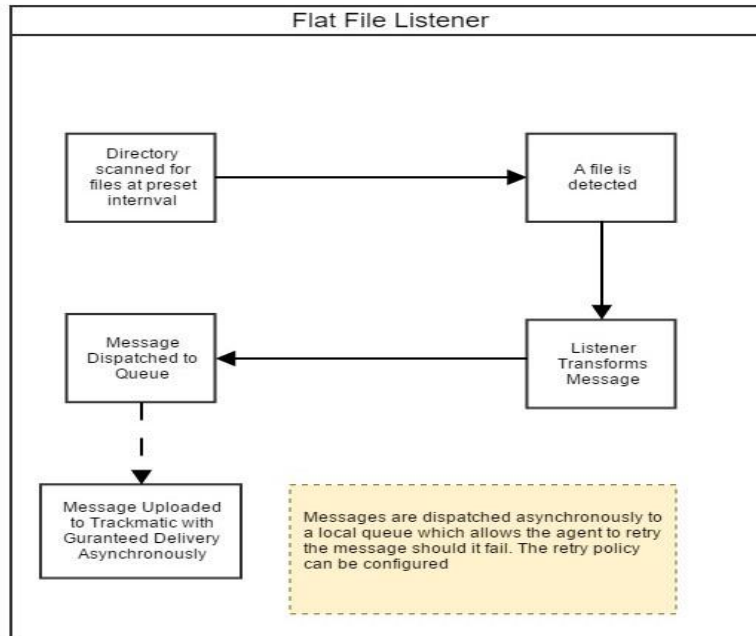 Flat File Listener
Directory
scanned for
files at preset
internval
A file is
detected
Listener
Transforms
Message
Message
Dispatched to
Queue
Message Uploaded
to Trackmatic with
Guranteed Delivery
Asynchronously
Messages are dispatched asynchronously to
a local queue which allows the agent to retry
the message should it fail. The retry policy
can be configured